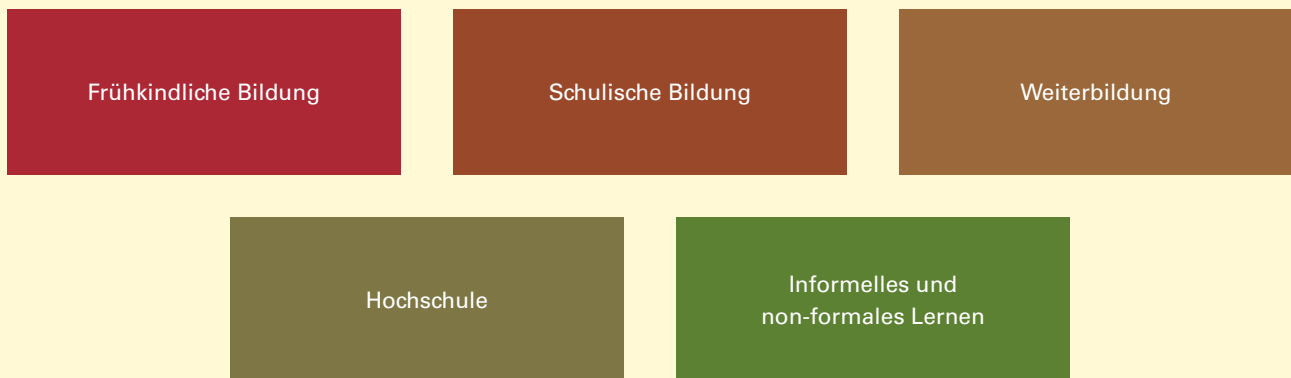 Frühkindliche Bildung
Schulische Bildung
Weiterbildung
Hochschule
Informelles und
non-formales Lernen